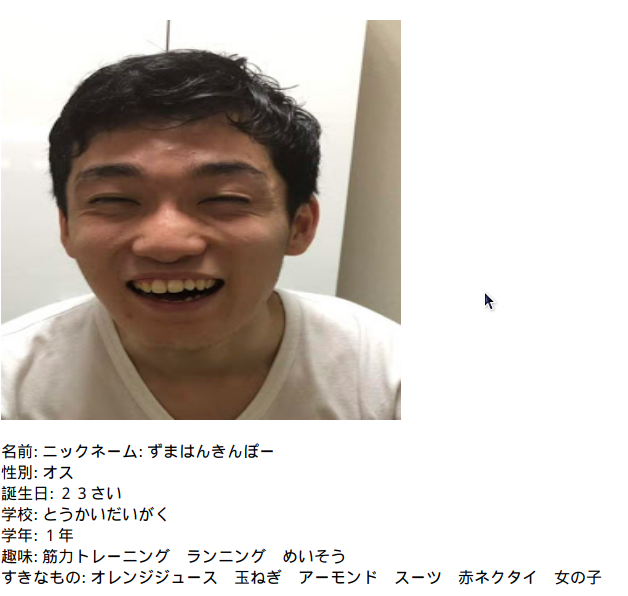 名前: ニックネーム: ずまはんきんぽー
性別: オス
誕生日: ２３さい
学校: とうかいだいがく
学年: １年
趣味: 筋力トレーニング　ランニング　めいそう
すきなもの: オレンジジュース　玉ねぎ　アーモンド　スーツ　赤ネクタイ　女の子